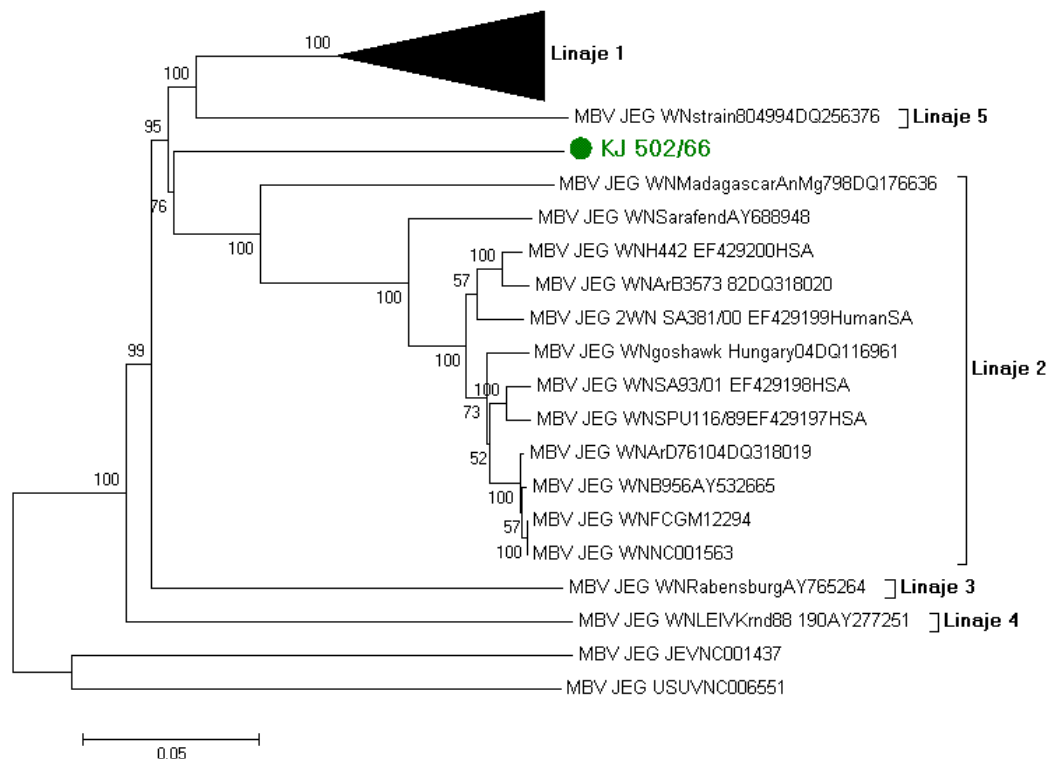 100
Linaje 1
100
MBV JEG WNstrain804994DQ256376
Linaje 5
95
KJ 502/66
76
MBV JEG WNMadagascarAnMg798DQ176636
100
MBV JEG WNSarafendAY688948
100
MBV JEG WNH442 EF429200HSA
100
57
MBV JEG WNArB3573 82DQ318020
MBV JEG 2WN SA381/00 EF429199HumanSA
100
MBV JEG WNgoshawk Hungary04DQ116961
Linaje 2
99
MBV JEG WNSA93/01 EF429198HSA
100
73
MBV JEG WNSPU116/89EF429197HSA
52
MBV JEG WNArD76104DQ318019
100
MBV JEG WNB956AY532665
100
57
MBV JEG WNFCGM12294
100
MBV JEG WNNC001563
MBV JEG WNRabensburgAY765264
Linaje 3
MBV JEG WNLEIVKrnd88 190AY277251
Linaje 4
MBV JEG JEVNC001437
MBV JEG USUVNC006551
0.05